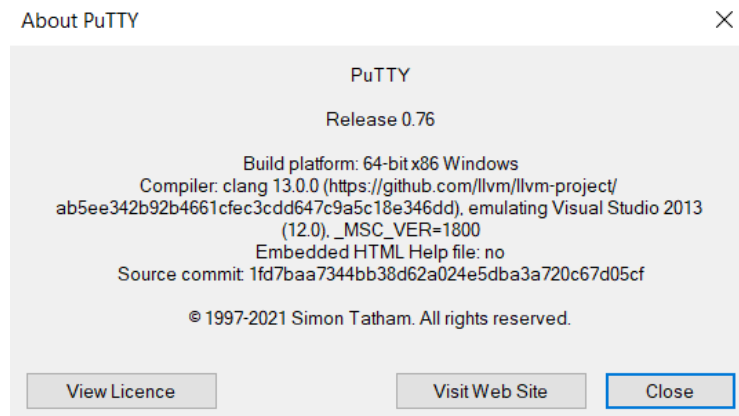 About PuTTY
PuTTY
Release 0.76
Build platform: 64-bit x86 Windows
Compiler: clang 13.0.0 (https://github.com/llvm/llvm-project/
ab5ee342b92b4661cfec3cdd647c9a5c18e346dd), emulating Visual Studio 2013
(12.0), _MSC_VER=1800
Embedded HTML Help file: no
Source commit: 1fd7baa7344bb38d62a024e5dba3a720c67d05cf
© 1997-2021 Simon Tatham. All rights reserved.
View Licence
Visit Web Site
Close